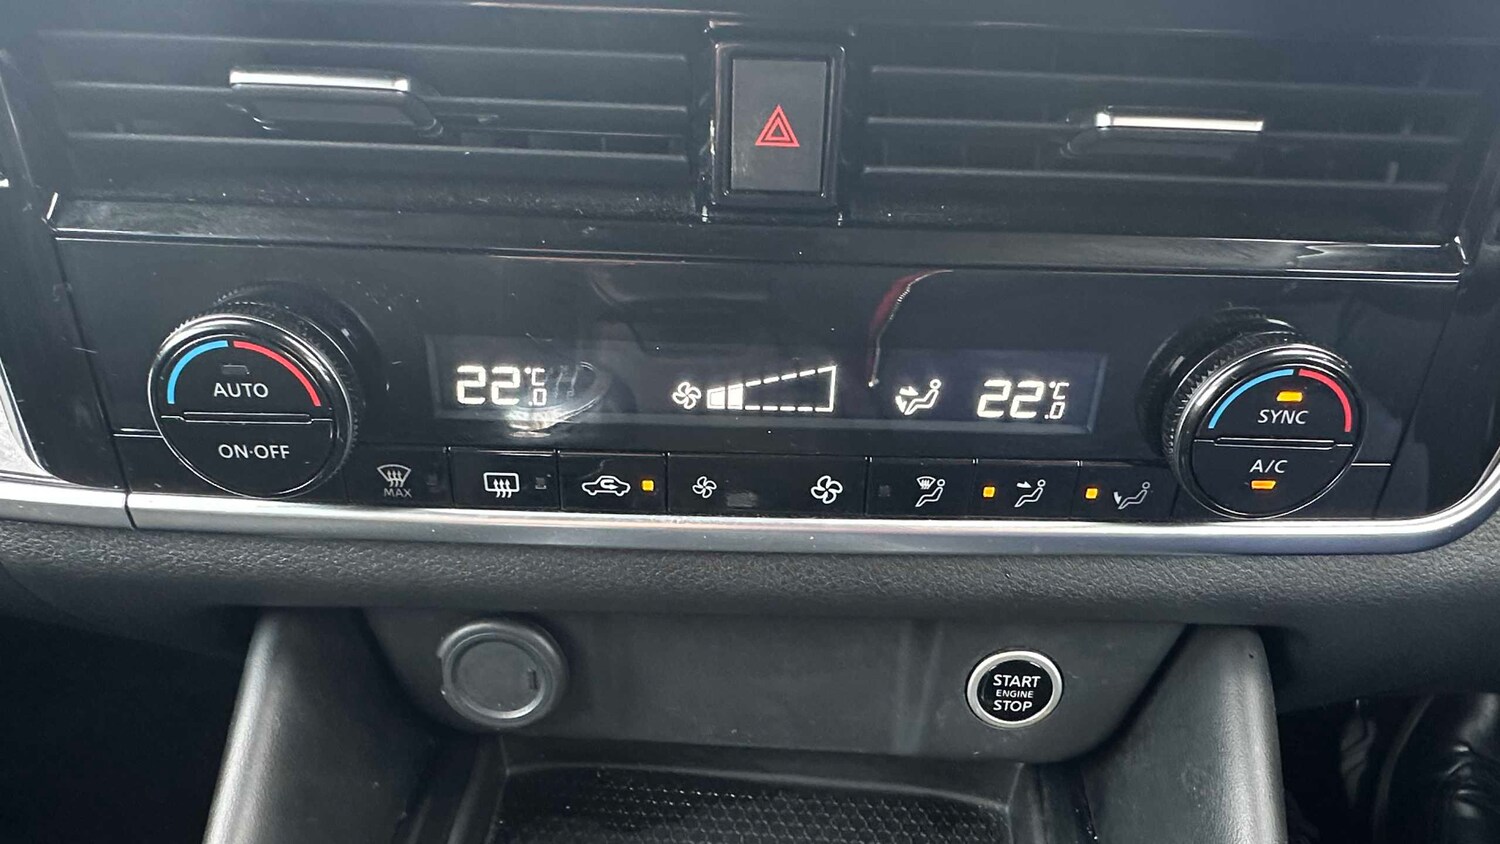 AUTO
ON·OFF
22.0°C
22.0°C
SYNC
A/C
MAX
START
ENGINE
STOP